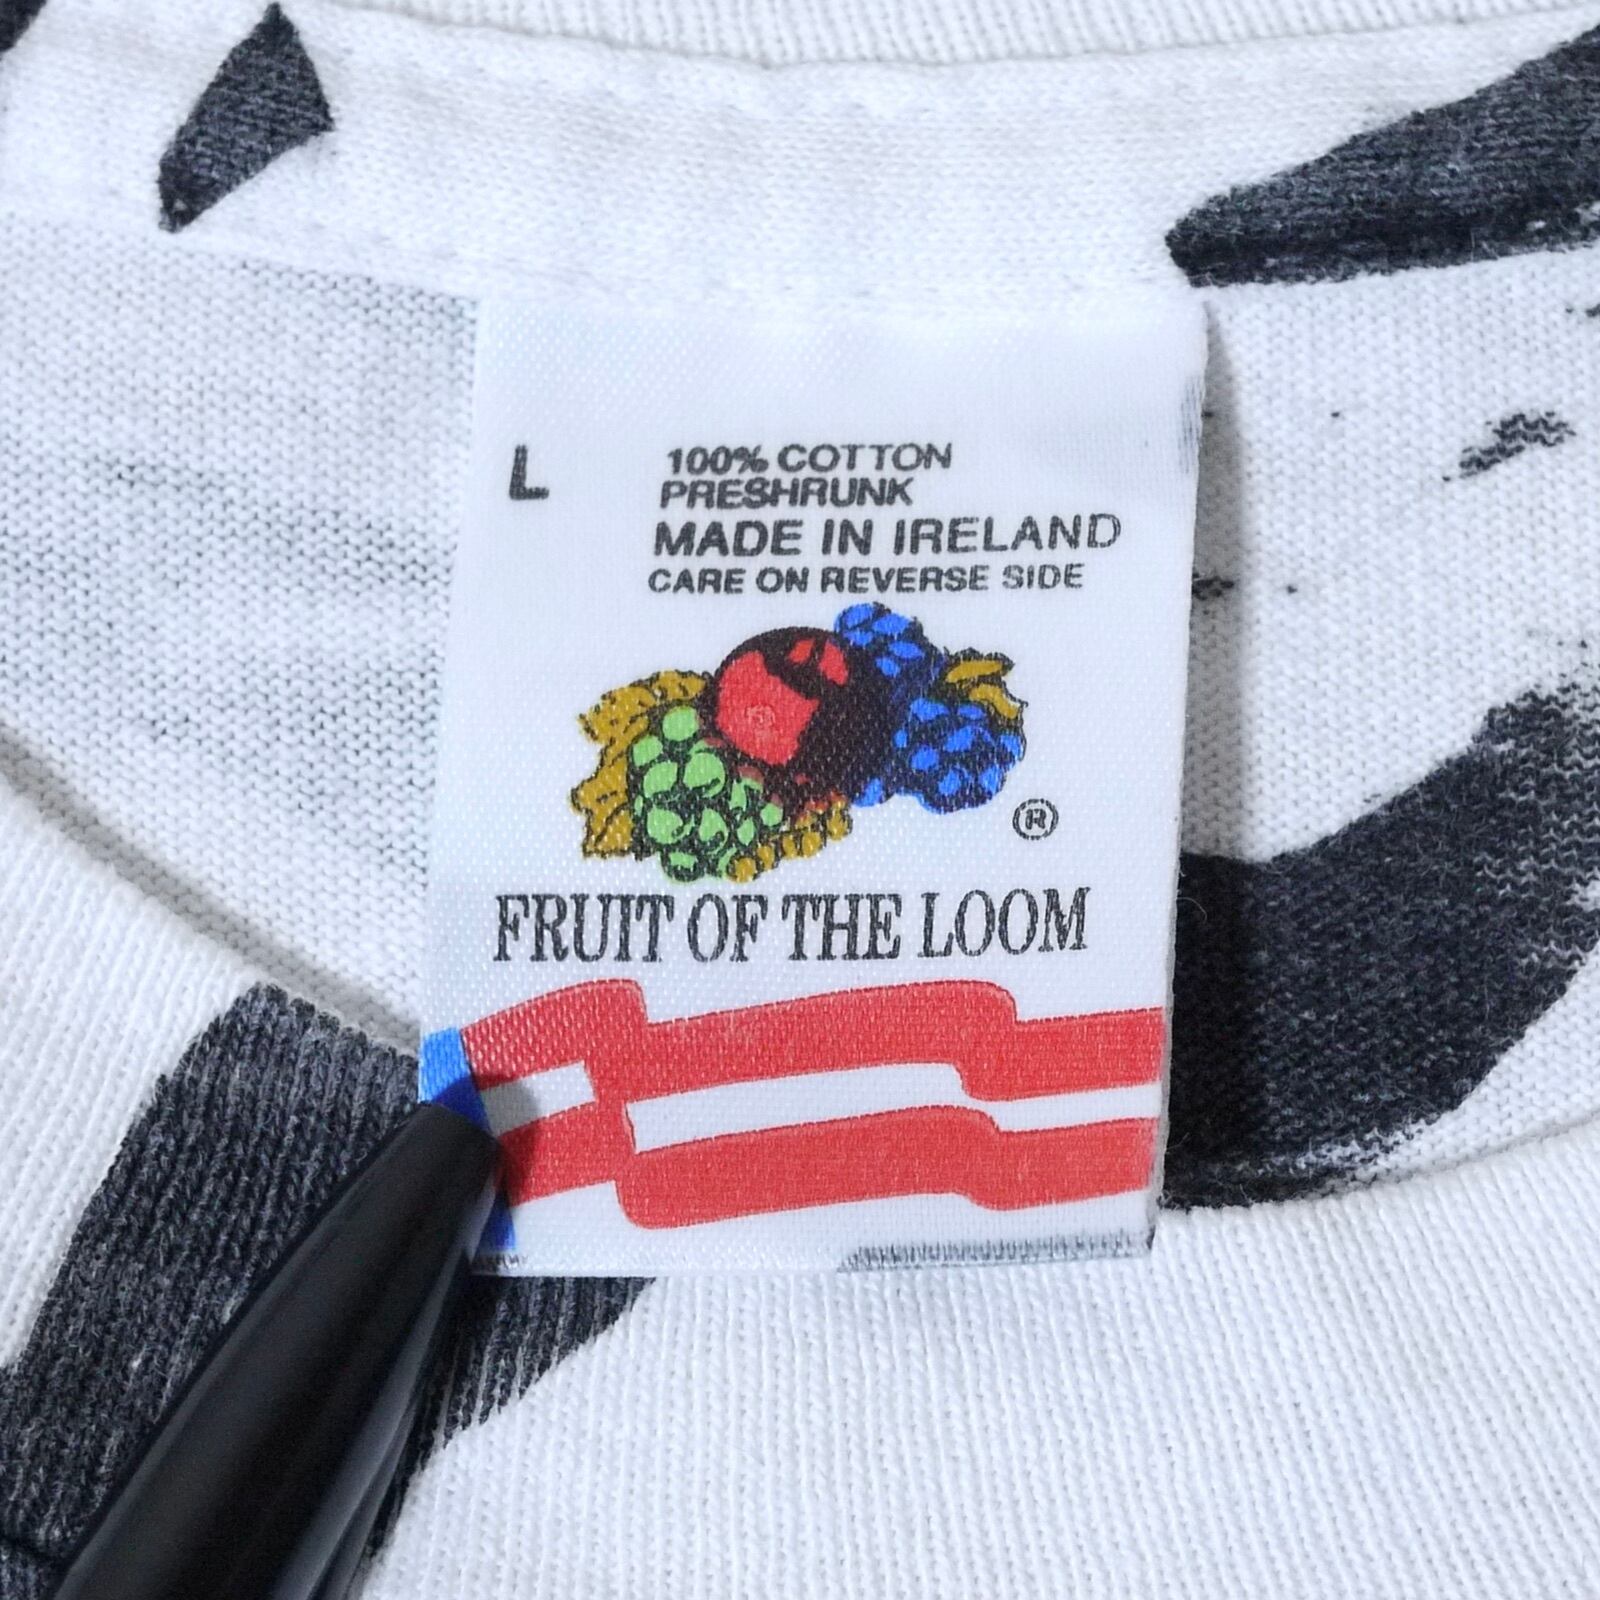 L
100% COTTON
PRESHRUNK
MADE IN IRELAND
CARE ON REVERSE SIDE
®
FRUIT OF THE LOOM